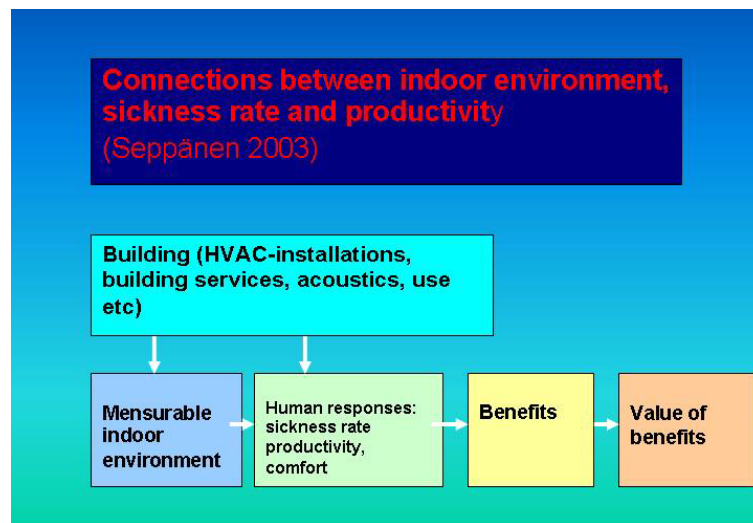 Connections between indoor environment,
sickness rate and productivity
(Seppänen 2003)
Building (HVAC-installations,
building services, acoustics, use
etc)
Mensurable
indoor
environment
Human responses:
sickness rate
productivity,
comfort
Benefits
Value of
benefits